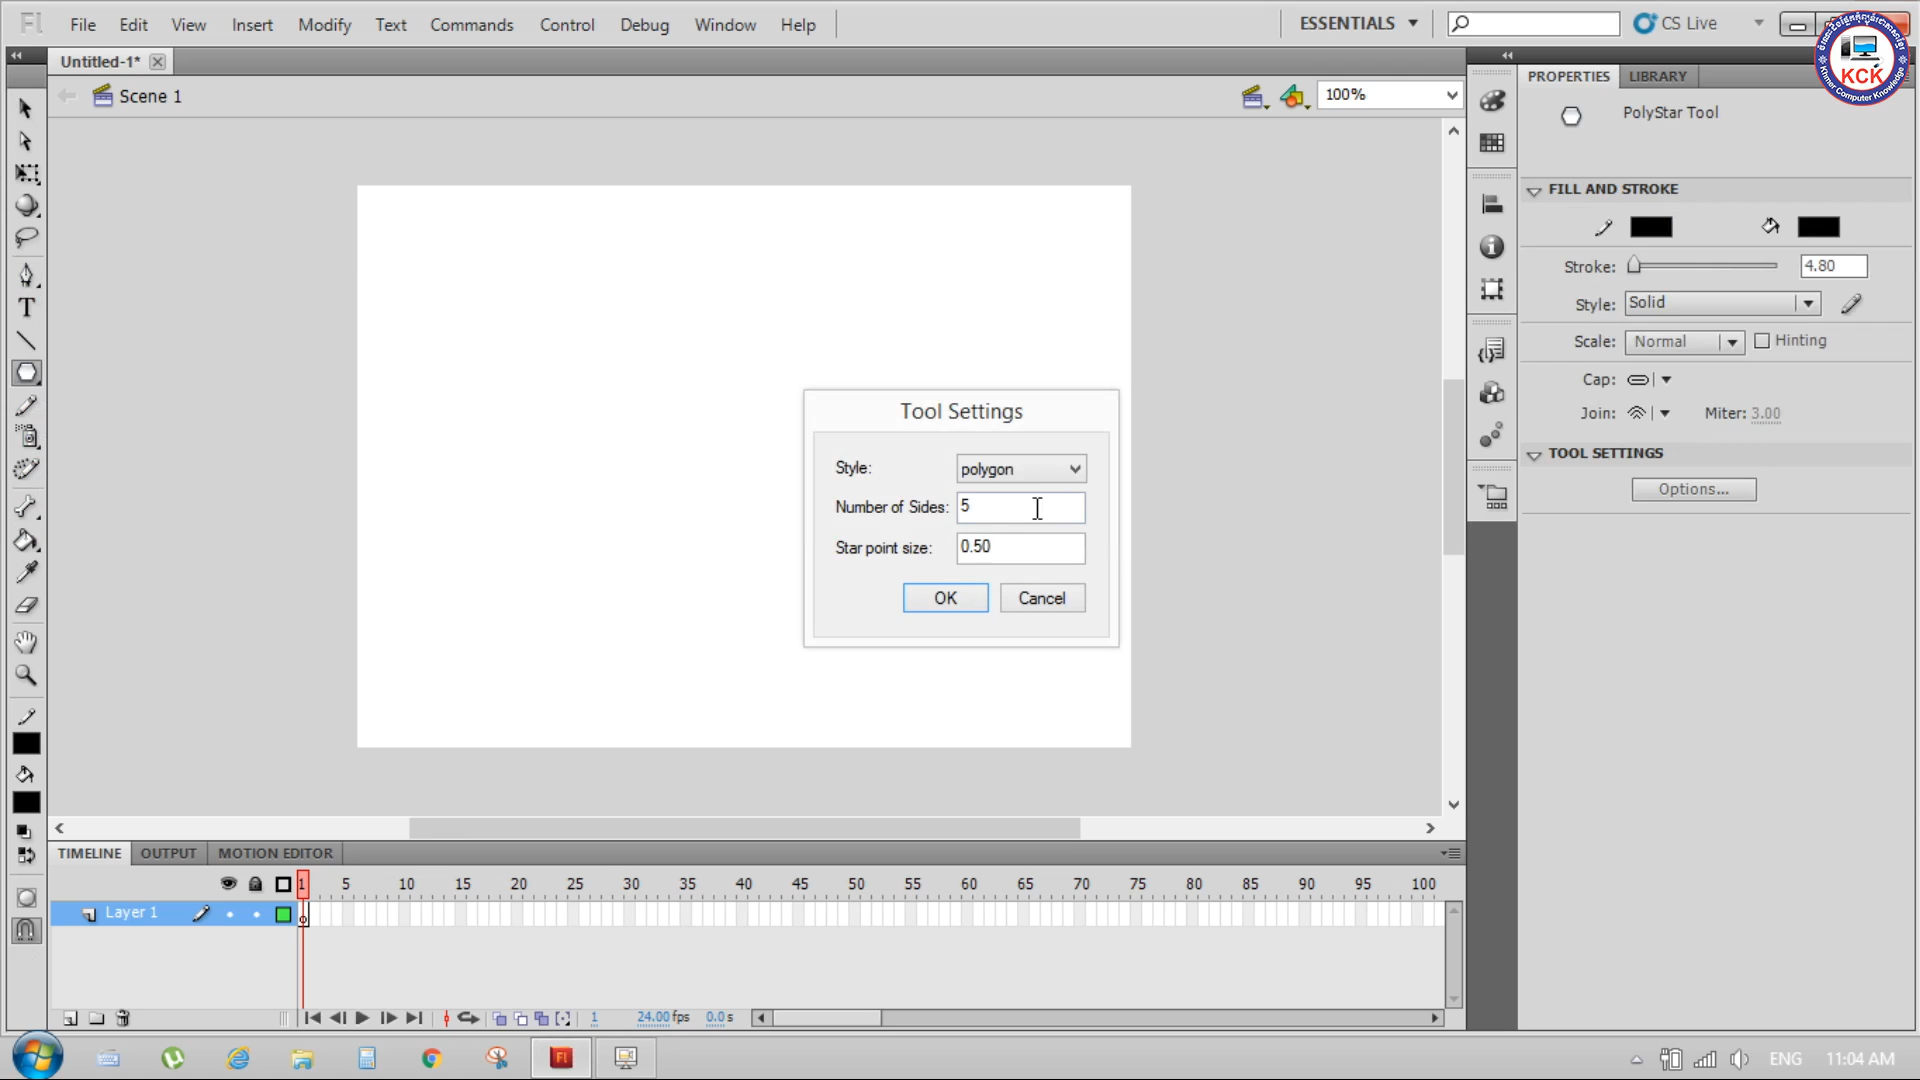 Fl File Edit View Insert Modify Text Commands Control Debug Window Help ESSENTIALS CS Live
Untitled-1*
Scene 1 100%
KCK
Khmer Computer Knowledge
PROPERTIES LIBRARY
PolyStar Tool
FILL AND STROKE
Stroke: 4.80
Style: Solid
Scale: Normal Hinting
Cap:
Join: Miter: 3.00
TOOL SETTINGS
Options...
T
Tool Settings
Style: polygon
Number of Sides: 5
Star point size: 0.50
OK Cancel
TIMELINE OUTPUT MOTION EDITOR
1 5 10 15 20 25 30 35 40 45 50 55 60 65 70 75 80 85 90 95 100
Layer 1
1 24.00 fps 0.0 s
Fl ENG 11:04 AM